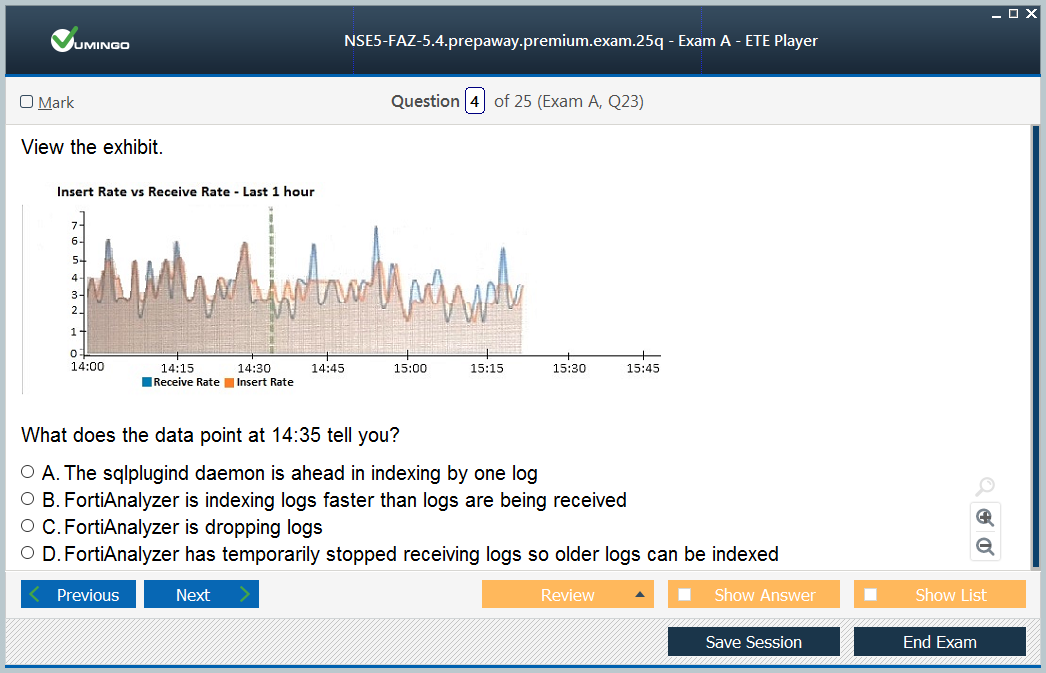 VUMINGO
NSE5-FAZ-5.4.prepaway.premium.exam.25q - Exam A - ETE Player
Mark
Question 4 of 25 (Exam A, Q23)
View the exhibit.
Insert Rate vs Receive Rate - Last 1 hour
7
6
5
4
3
2
1
0
14:00 14:15 14:30 14:45 15:00 15:15 15:30 15:45
Receive Rate Insert Rate
What does the data point at 14:35 tell you?
A. The sqlplugind daemon is ahead in indexing by one log
B. FortiAnalyzer is indexing logs faster than logs are being received
C. FortiAnalyzer is dropping logs
D. FortiAnalyzer has temporarily stopped receiving logs so older logs can be indexed
Previous Next Review Show Answer Show List
Save Session End Exam